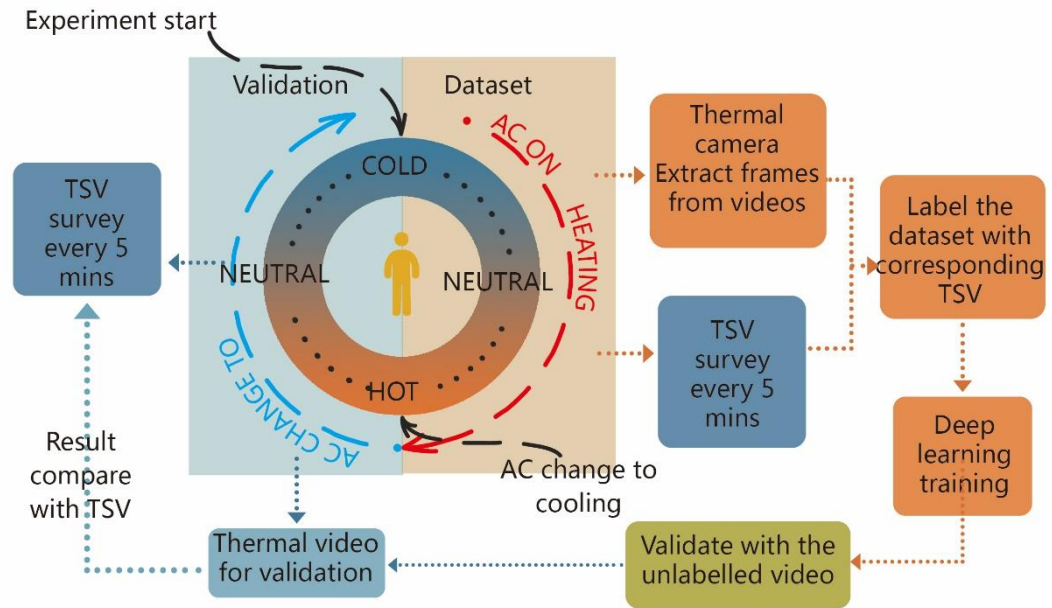 Experiment start
Validation
Dataset
AC ON
HEATING
COLD
NEUTRAL
NEUTRAL
HOT
AC CHANGE TO
AC change to
cooling
TSV
survey
every 5
mins
Thermal
camera
Extract frames
from videos
TSV
survey
every 5
mins
Label the
dataset with
corresponding
TSV
Deep
learning
training
Validate with the
unlabelled video
Thermal video
for validation
Result
compare
with TSV